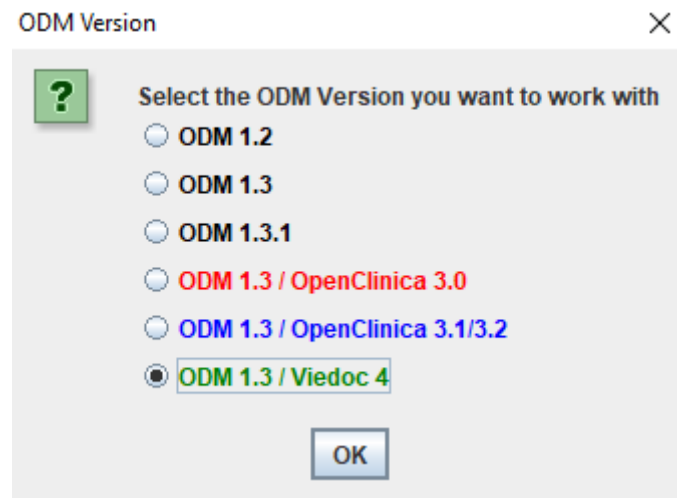 ODM Version
?
Select the ODM Version you want to work with
ODM 1.2
ODM 1.3
ODM 1.3.1
ODM 1.3 / OpenClinica 3.0
ODM 1.3 / OpenClinica 3.1/3.2
ODM 1.3 / Viedoc 4
OK